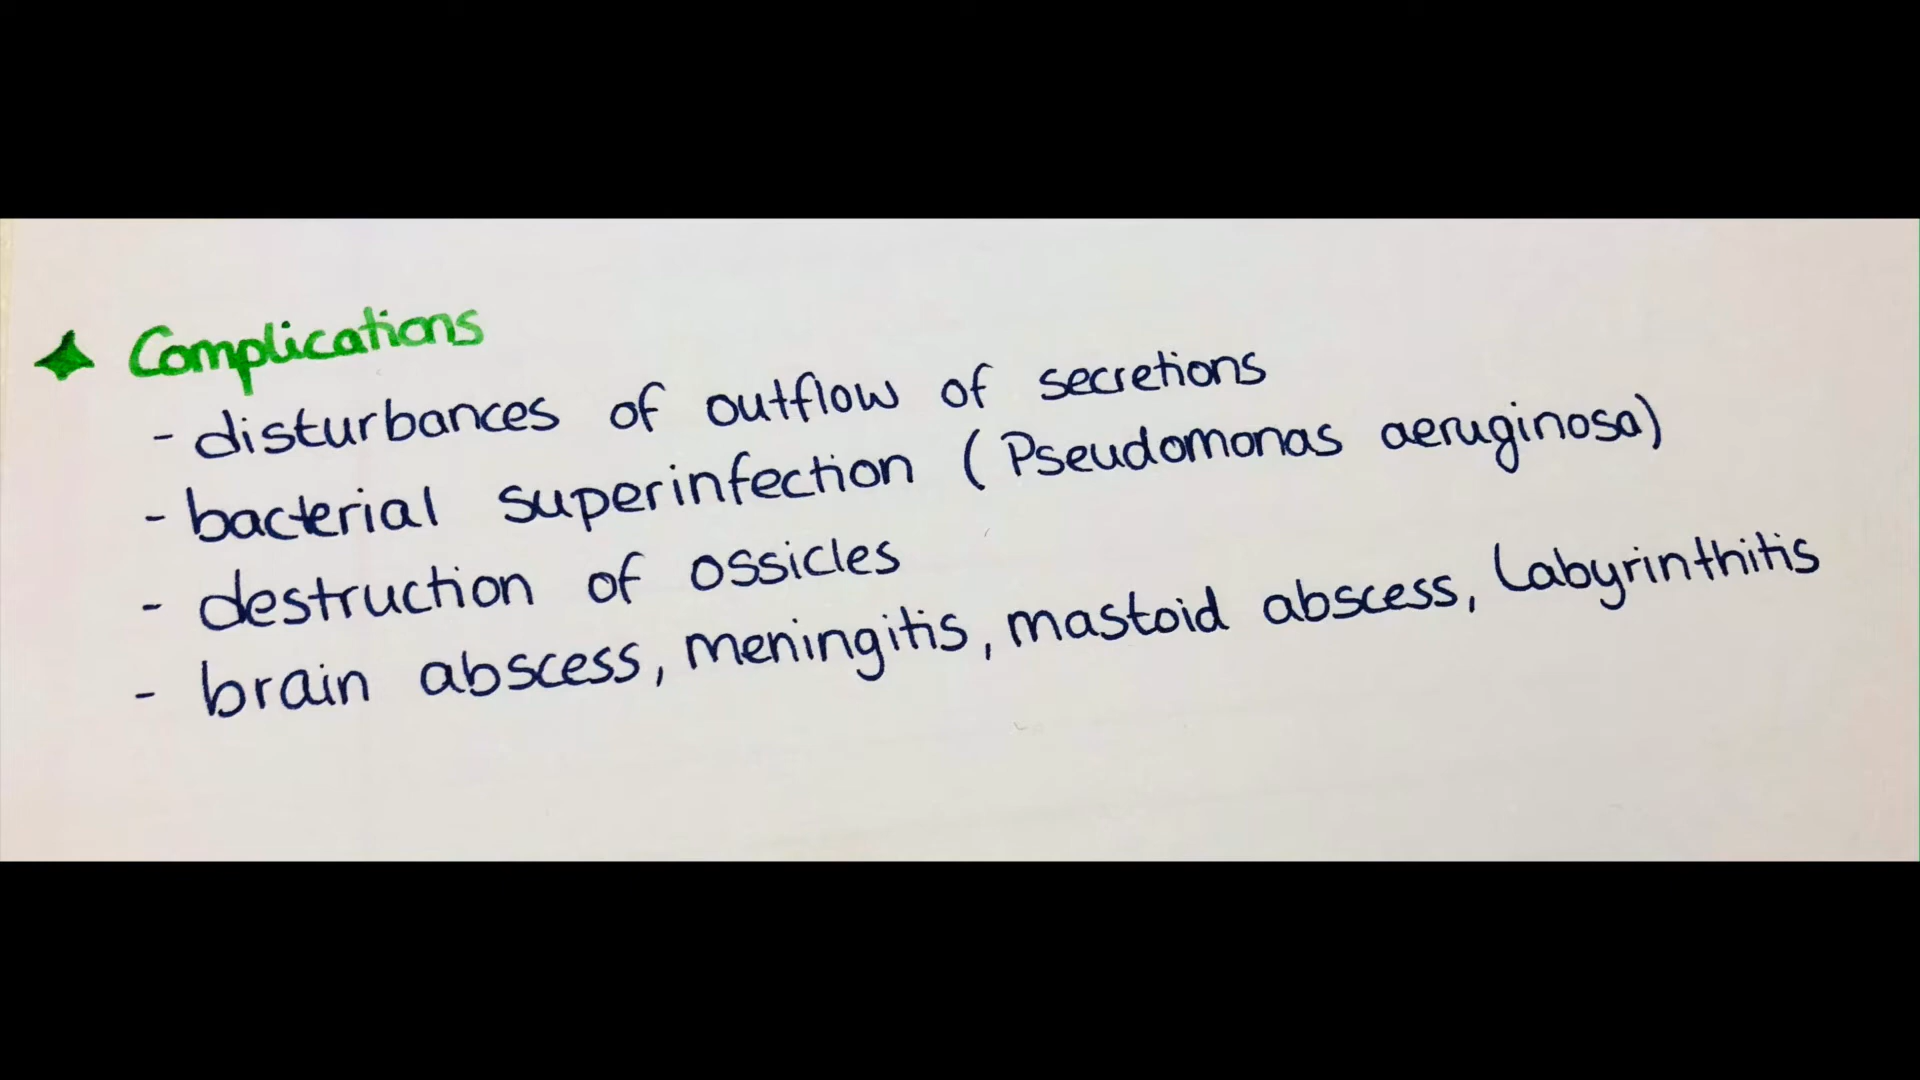 Complications
- disturbances of outflow of secretions
- bacterial superinfection (Pseudomonas aeruginosa)
- destruction of ossicles
- brain abscess, meningitis, mastoid abscess, Labyrinthitis